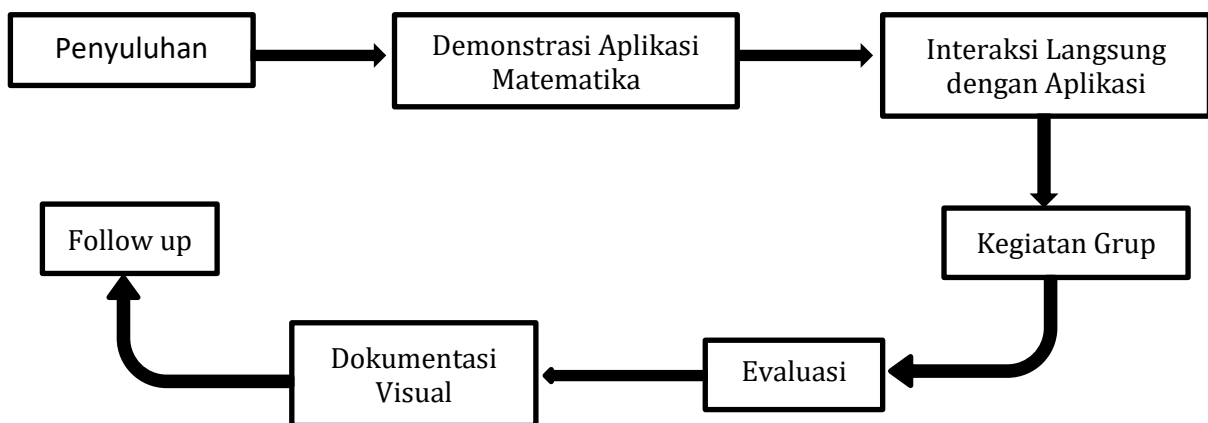 Penyuluhan
Demonstrasi Aplikasi
Matematika
Interaksi Langsung
dengan Aplikasi
Kegiatan Grup
Evaluasi
Dokumentasi
Visual
Follow up